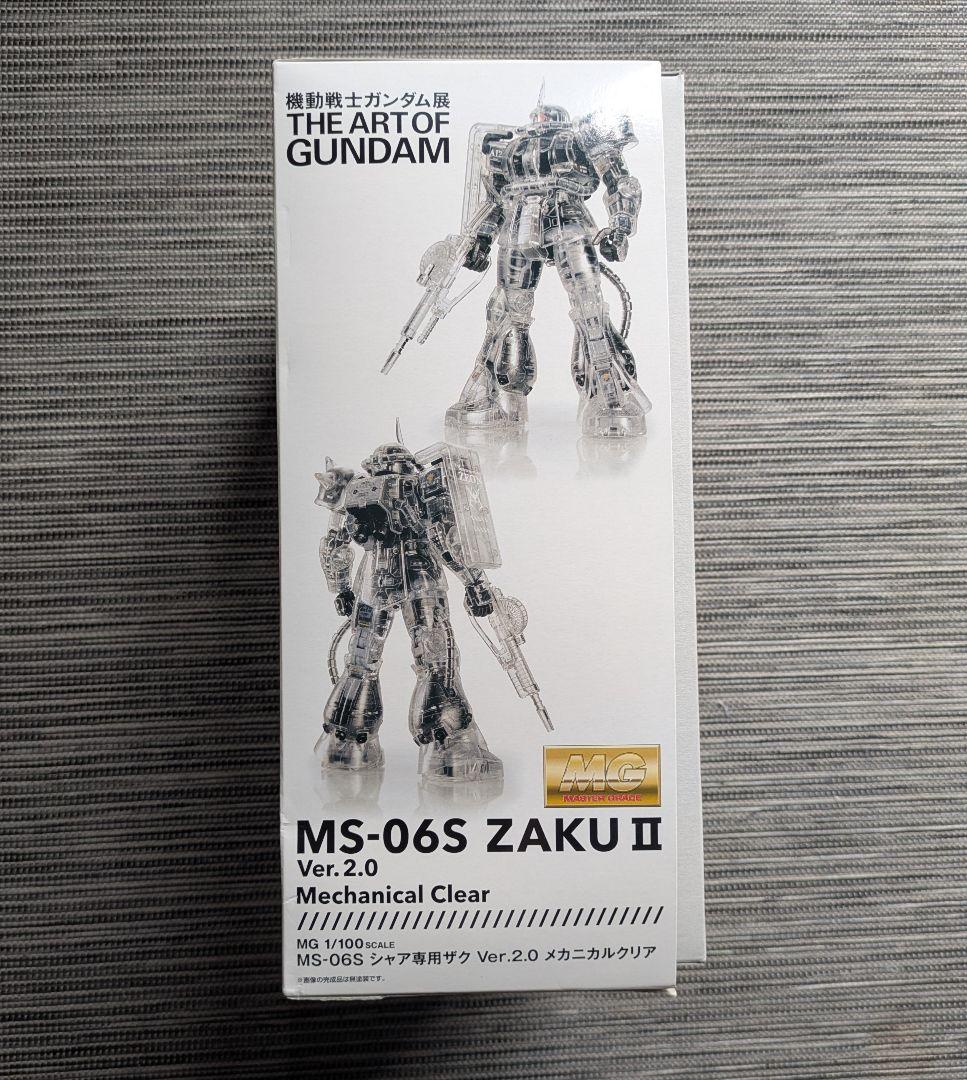 機動戦士ガンダム展
THE ART OF
GUNDAM
MG
MASTER GRADE
MS-06S ZAKU II
Ver. 2.0
Mechanical Clear
MG 1/100 SCALE
MS-06S シャア専用ザク Ver.2.0 メカニカルクリア
※画像の完成品は無塗装です。